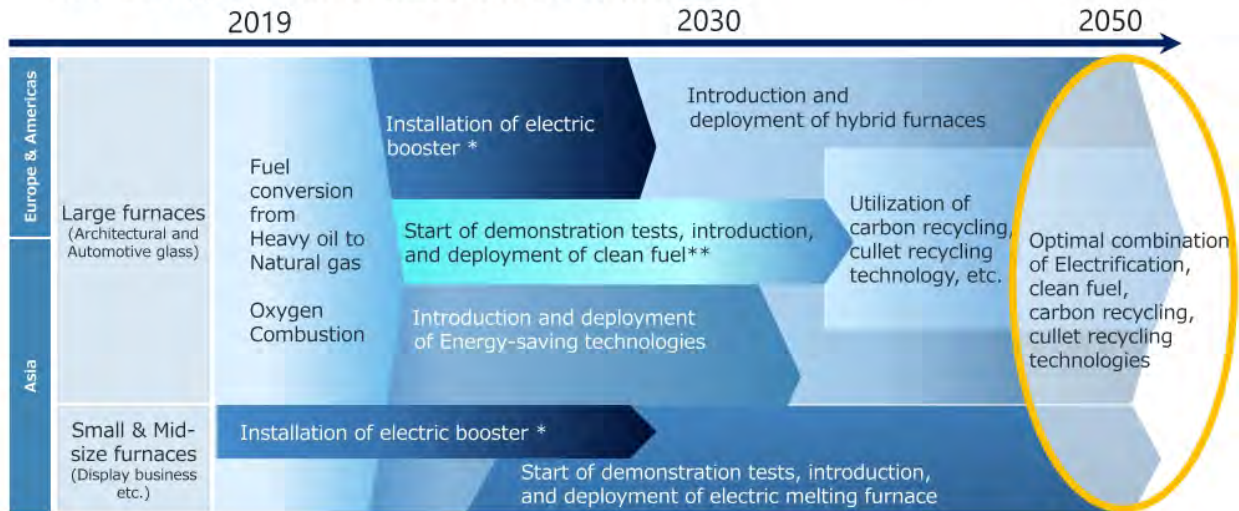 2019
2030
2050
Europe & Americas
Asia
Large furnaces
(Architectural and
Automotive glass)
Small & Mid-
size furnaces
(Display business
etc.)
Fuel
conversion
from
Heavy oil to
Natural gas
Oxygen
Combustion
Installation of electric
booster *
Introduction and
deployment of hybrid furnaces
Start of demonstration tests, introduction,
and deployment of clean fuel**
Utilization of
carbon recycling,
cullet recycling
technology, etc.
Introduction and deployment
of Energy-saving technologies
Optimal combination
of Electrification,
clean fuel,
carbon recycling,
cullet recycling
technologies
Installation of electric booster *
Start of demonstration tests, introduction,
and deployment of electric melting furnace